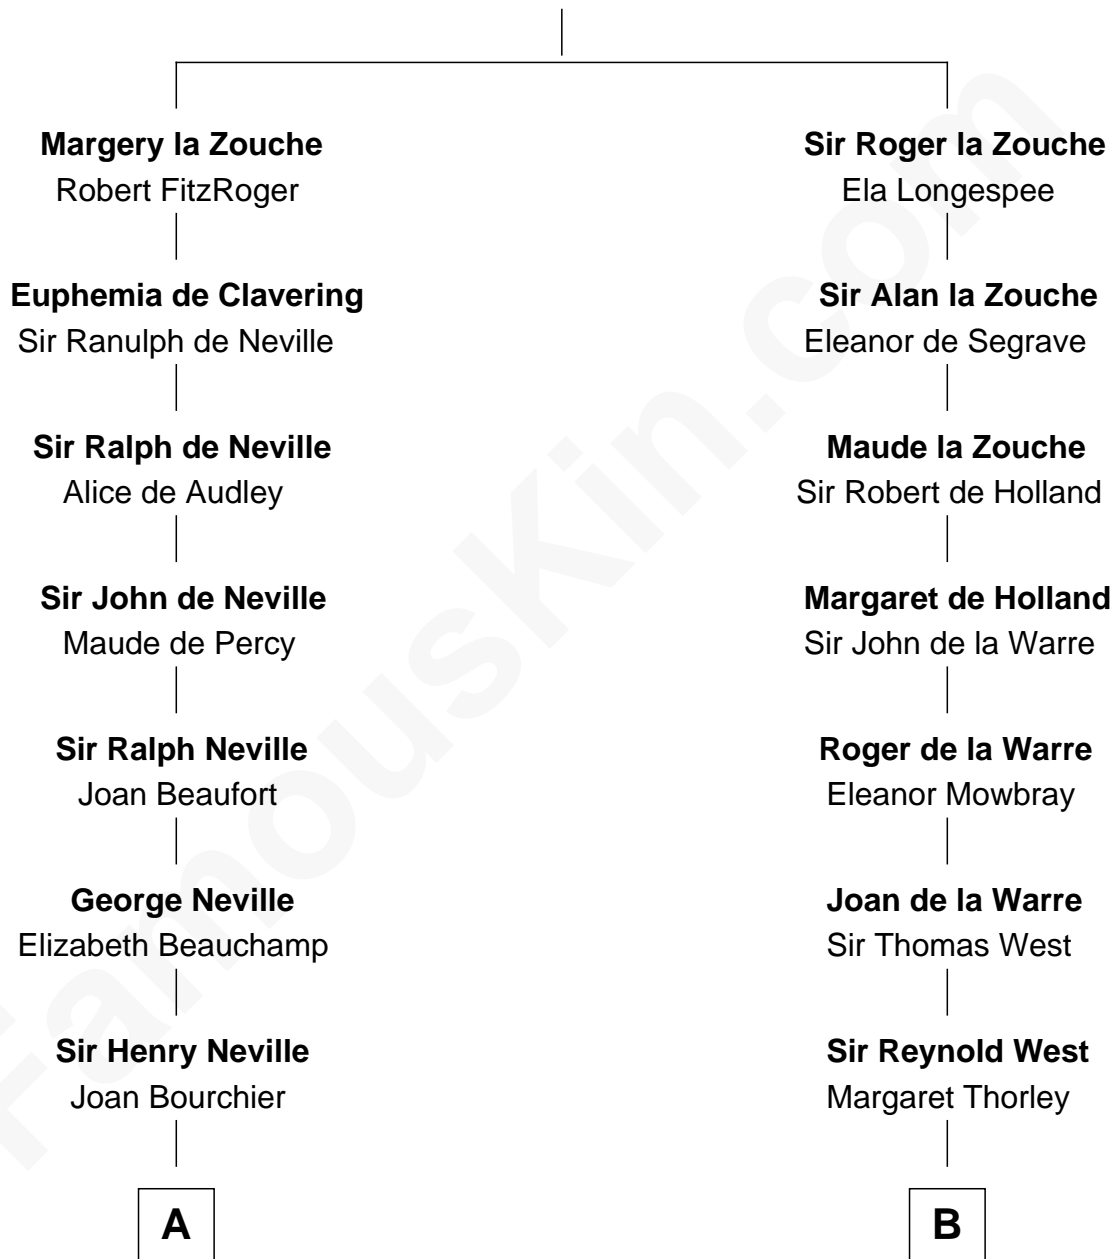 Margery la Zouche
Robert FitzRoger
Euphemia de Clavering
Sir Ranulph de Neville
Sir Ralph de Neville
Alice de Audley
Sir John de Neville
Maude de Percy
Sir Ralph Neville
Joan Beaufort
George Neville
Elizabeth Beauchamp
Sir Henry Neville
Joan Bourchier
A
Sir Roger la Zouche
Ela Longespee
Sir Alan la Zouche
Eleanor de Segrave
Maude la Zouche
Sir Robert de Holland
Margaret de Holland
Sir John de la Warre
Roger de la Warre
Eleanor Mowbray
Joan de la Warre
Sir Thomas West
Sir Reynold West
Margaret Thorley
B
FamousKin.com